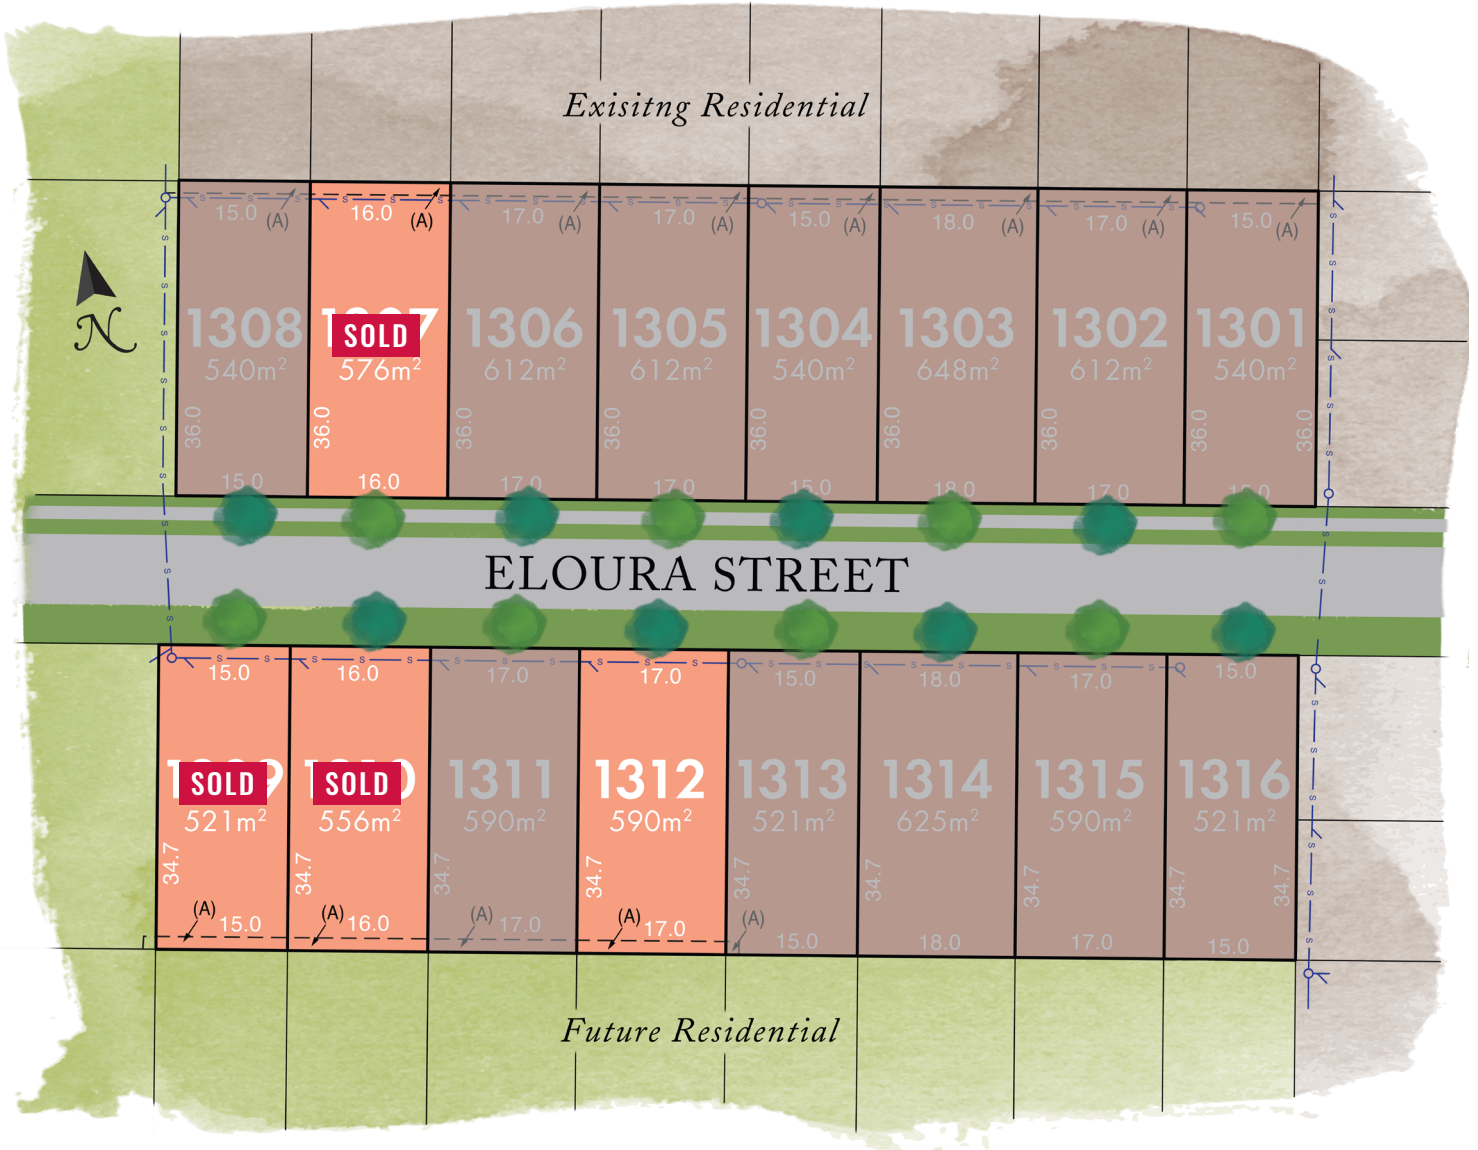 Exisitng Residential
15.0 16.0 17.0 17.0 15.0 18.0 17.0 15.0
(A) (A) (A) (A) (A) (A) (A) (A)
1308 SOLD 1306 1305 1304 1303 1302 1301
540m² 576m² 612m² 612m² 540m² 648m² 612m² 540m²
36.0 36.0 36.0 36.0 36.0 36.0 36.0 36.0 36.0
15.0 16.0 17.0 17.0 15.0 18.0 17.0 15.0
N
ELOURA STREET
15.0 16.0 17.0 17.0 15.0 18.0 17.0 15.0
SOLD SOLD 1311 1312 1313 1314 1315 1316
521m² 556m² 590m² 590m² 521m² 625m² 590m² 521m²
34.7 34.7 34.7 34.7 34.7 34.7 34.7 34.7 34.7
(A) (A) (A) (A) (A)
15.0 16.0 17.0 17.0 15.0 18.0 17.0 15.0
Future Residential